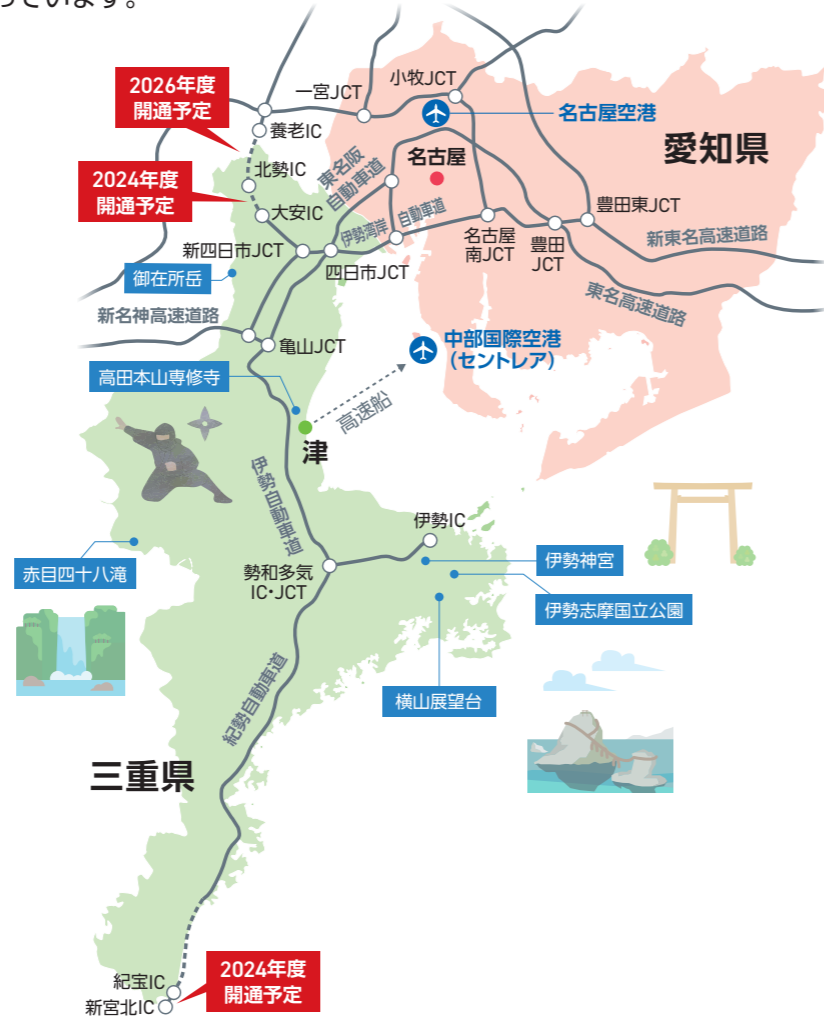 っています。
2026年度
開通予定
一宮JCT
小牧JCT
名古屋空港
養老IC
愛知県
北勢IC
東名阪
自動車道
名古屋
2024年度
開通予定
大安IC
伊勢湾岸
自動車道
豊田東JCT
新四日市JCT
四日市JCT
名古屋
南JCT
豊田
JCT
新東名高速道路
御在所岳
東名高速道路
新名神高速道路
亀山JCT
中部国際空港
(セントレア)
高田本山専修寺
高速船
津
伊勢自動車道
伊勢IC
赤目四十八滝
勢和多気
IC・JCT
伊勢神宮
伊勢志摩国立公園
横山展望台
紀勢自動車道
三重県
紀宝IC
新宮北IC
2024年度
開通予定